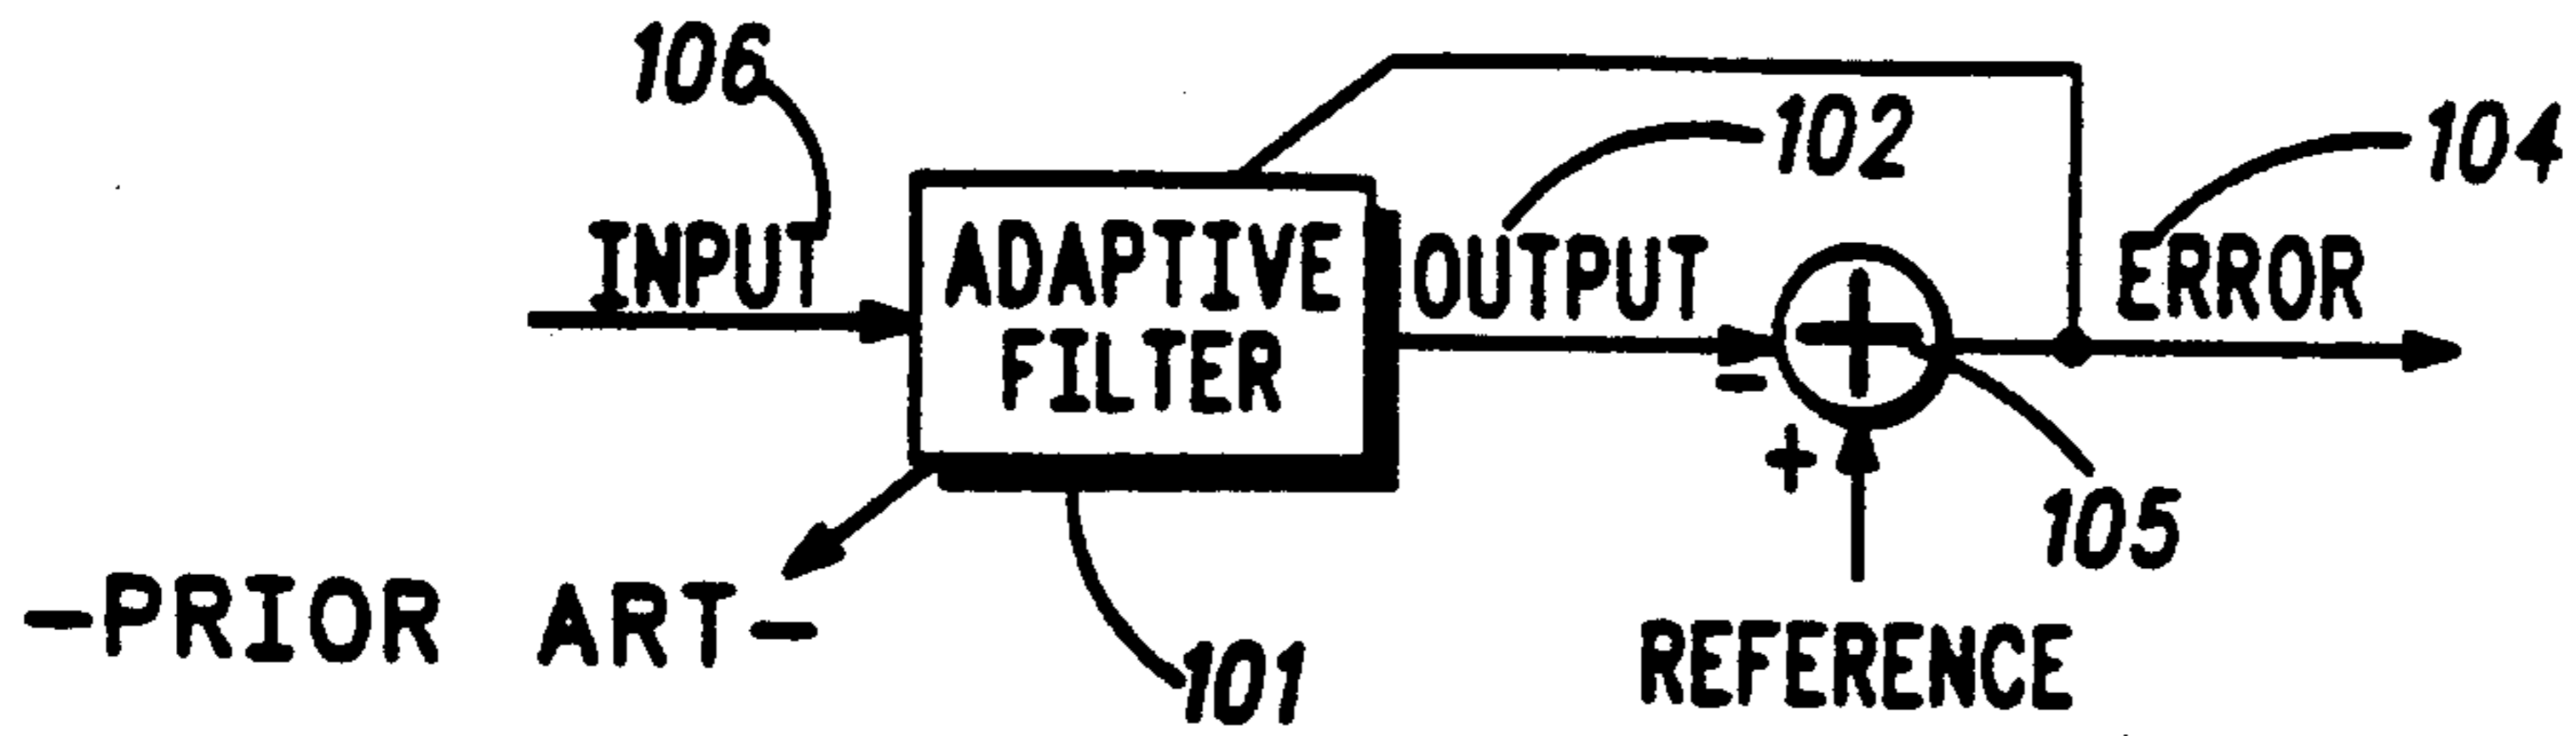 106
102
104
INPUT
ADAPTIVE
FILTER
OUTPUT
ERROR
-
+
+
105
-PRIOR ART-
101
REFERENCE